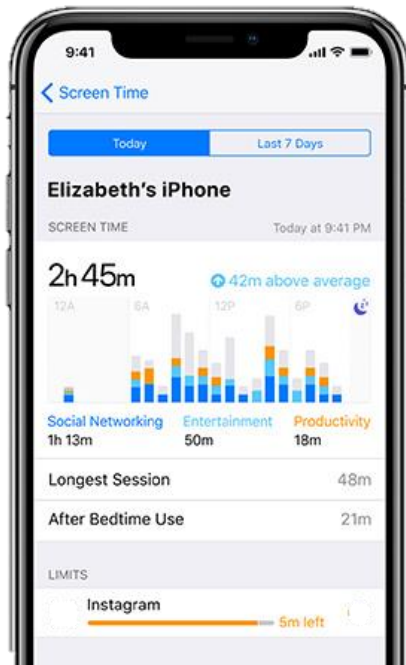 9:41
Screen Time
Today Last 7 Days
Elizabeth's iPhone
SCREEN TIME Today at 9:41 PM
2h 45m 42m above average
12A 6A 12P 6P
Social Networking Entertainment Productivity
1h 13m 50m 18m
Longest Session 48m
After Bedtime Use 21m
LIMITS
Instagram
5m left